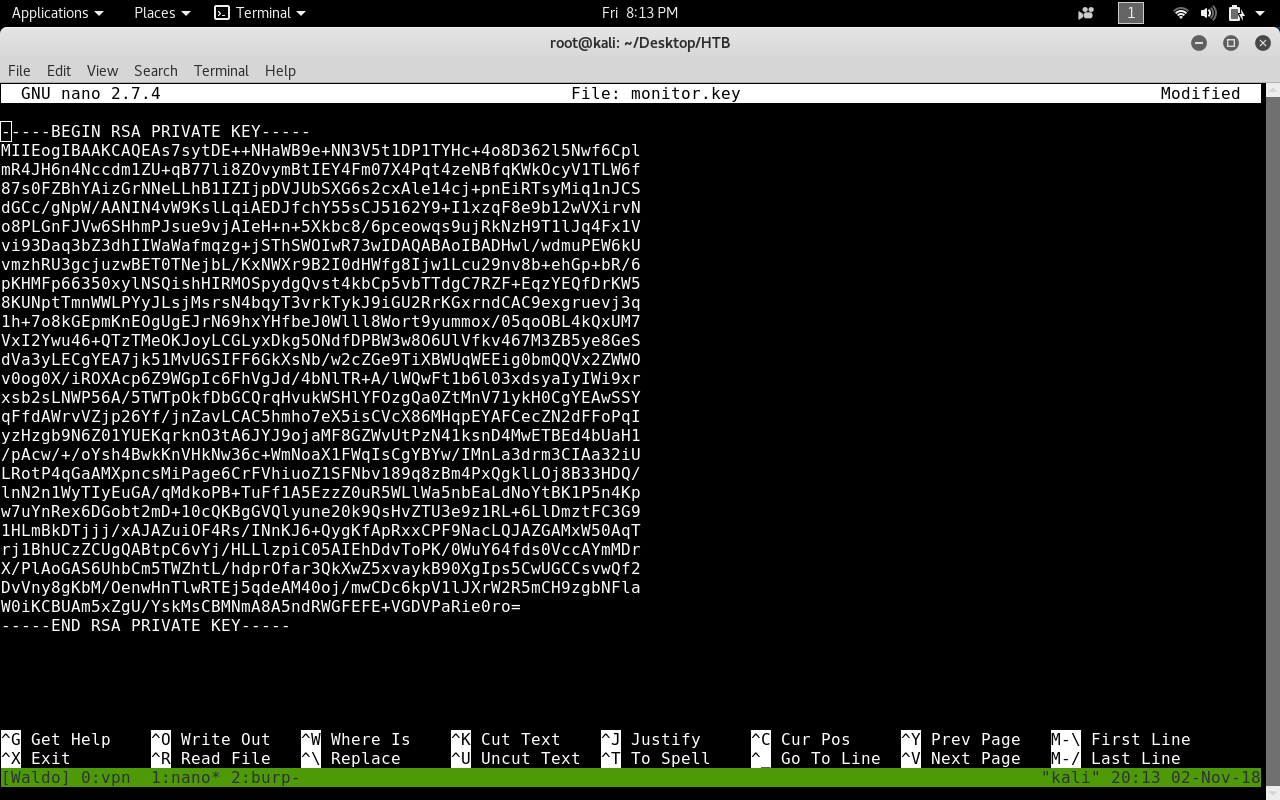 Applications Places Terminal Fri 8:13 PM 1
root@kali: ~/Desktop/HTB
File Edit View Search Terminal Help
GNU nano 2.7.4 File: monitor.key Modified
-----BEGIN RSA PRIVATE KEY-----
MIIEogIBAAKCAQEAs7sytDE++NHaWB9e+NN3V5t1DP1TYHc+4o8D362l5Nwf6Cpl
mR4JH6n4Nccdm1ZU+qB77li8ZOvymBtIEY4Fm07X4Pqt4zeNBfqKWkOcyV1TLW6f
87s0FZBhYAizGrNNeLLhB1IZIjpDVJUbSXG6s2cxAle14cj+pnEiRTsyMiq1nJCS
dGCc/gNpW/AANIN4vW9KslLqiAEDJfchY55sCJ5162Y9+I1xzqF8e9b12wVXirvN
o8PLGnFJVw6SHhmPJsue9vjAIeH+n+5Xkbc8/6pceowqs9ujRkNzH9T1lJq4Fx1V
vi93Daq3bZ3dhIIWaWafmqzg+jSThSWOIwR73wIDAQABAoIBADHwl/wdmuPEW6kU
vmzhRU3gcjuzwBET0TNejbL/KxNWXr9B2I0dHWfg8Ijw1Lcu29nv8b+ehGp+bR/6
pKHMFp66350xylNSQishHIRMOSpydgQvst4kbCp5vbTTdgC7RZF+EqzYEQfDrKW5
8KUNptTmnWWLPYyJLsjMsrsN4bqyT3vrkTykJ9iGU2RrKGxrndCAC9exgruevj3q
1h+7o8kGEpmKnEOgUgEJrN69hxYHfbeJ0Wlll8Wort9yummox/05qoOBL4kQxUM7
VxI2Ywu46+QTzTMeOKJoyLCGLyxDkg5ONdfDPBW3w8O6UlVfkv467M3ZB5ye8GeS
dVa3yLECgYEA7jk51MvUGSIFF6GkXsNb/w2cZGe9TiXBWUqWEEig0bmQQVx2ZWWO
v0og0X/iROXAcp6Z9WGpIc6FhVgJd/4bNlTR+A/lWQwFt1b6l03xdsyaIyIWi9xr
xsb2sLNWP56A/5TWTpOkfDbGCQrqHvukWSHlYFOzgQa0ZtMnV71ykH0CgYEAwSSY
qFfdAWrvVZjp26Yf/jnZavLCAC5hmho7eX5isCVcX86MHqpEYAFCecZN2dFFoPqI
yzHzgb9N6Z01YUEKqrknO3tA6JYJ9ojaMF8GZWvUtPzN41ksnD4MwETBEd4bUaH1
/pAcw/+/oYsh4BwkKnVHkNw36c+WmNoaX1FWqIsCgYBYw/IMnLa3drm3CIAa32iU
LRotP4qGaAMXpncsMiPage6CrFVhiuoZ1SFNbv189q8zBm4PxQgklLOj8B33HDQ/
lnN2n1WyTIyEuGA/qMdkoPB+TuFf1A5EzzZ0uR5WLlWa5nbEaLdNoYtBK1P5n4Kp
w7uYnRex6DGobt2mD+10cQKBgGVQlyune20k9QsHvZTU3e9z1RL+6LlDmztFC3G9
1HLmBkDTjjj/xAJAZuiOF4Rs/INnKJ6+QygKfApRxxCPF9NacLQJAZGAMxW50AqT
rj1BhUCzZCUgQABtpC6vYj/HLLlzpiC05AIEhDdvToPK/0WuY64fds0VccAYmMDr
X/PlAoGAS6UhbCm5TWZhtL/hdprOfar3QkXwZ5xvaykB90XgIps5CwUGCCsvwQf2
DvVny8gKbM/OenwHnTlwRTEj5qdeAM40oj/mwCDc6kpV1lJXrW2R5mCH9zgbNFla
W0iKCBUAm5xZgU/YskMsCBMNmA8A5ndRWGFEFE+VGDVPaRie0ro=
-----END RSA PRIVATE KEY-----
^G Get Help ^O Write Out ^W Where Is ^K Cut Text ^J Justify ^C Cur Pos ^Y Prev Page M-\ First Line
^X Exit ^R Read File ^\ Replace ^U Uncut Text ^T To Spell ^_ Go To Line ^V Next Page M-/ Last Line
[Waldo] 0:vpn 1:nano* 2:burp- "kali" 20:13 02-Nov-18